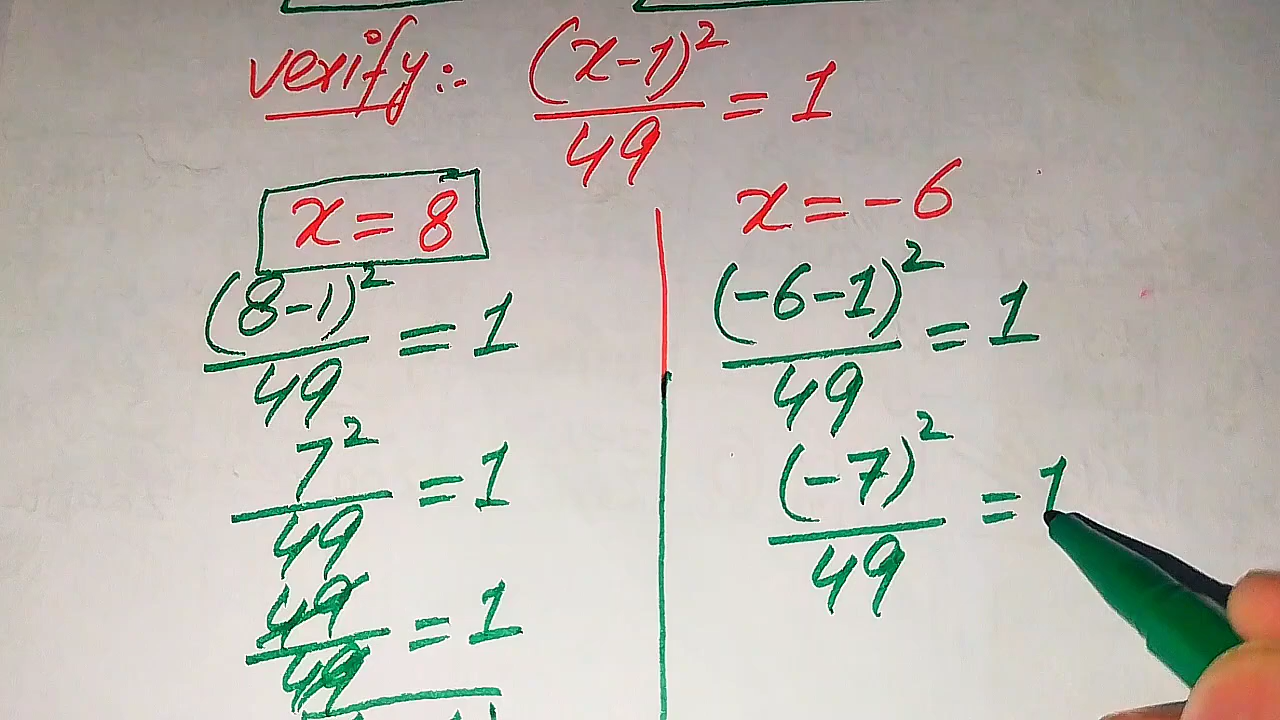 verify:- (x-1)²/49 = 1
x = 8
(8-1)²/49 = 1
7²/49 = 1
49/49 = 1
x = -6
(-6-1)²/49 = 1
(-7)²/49 = 1